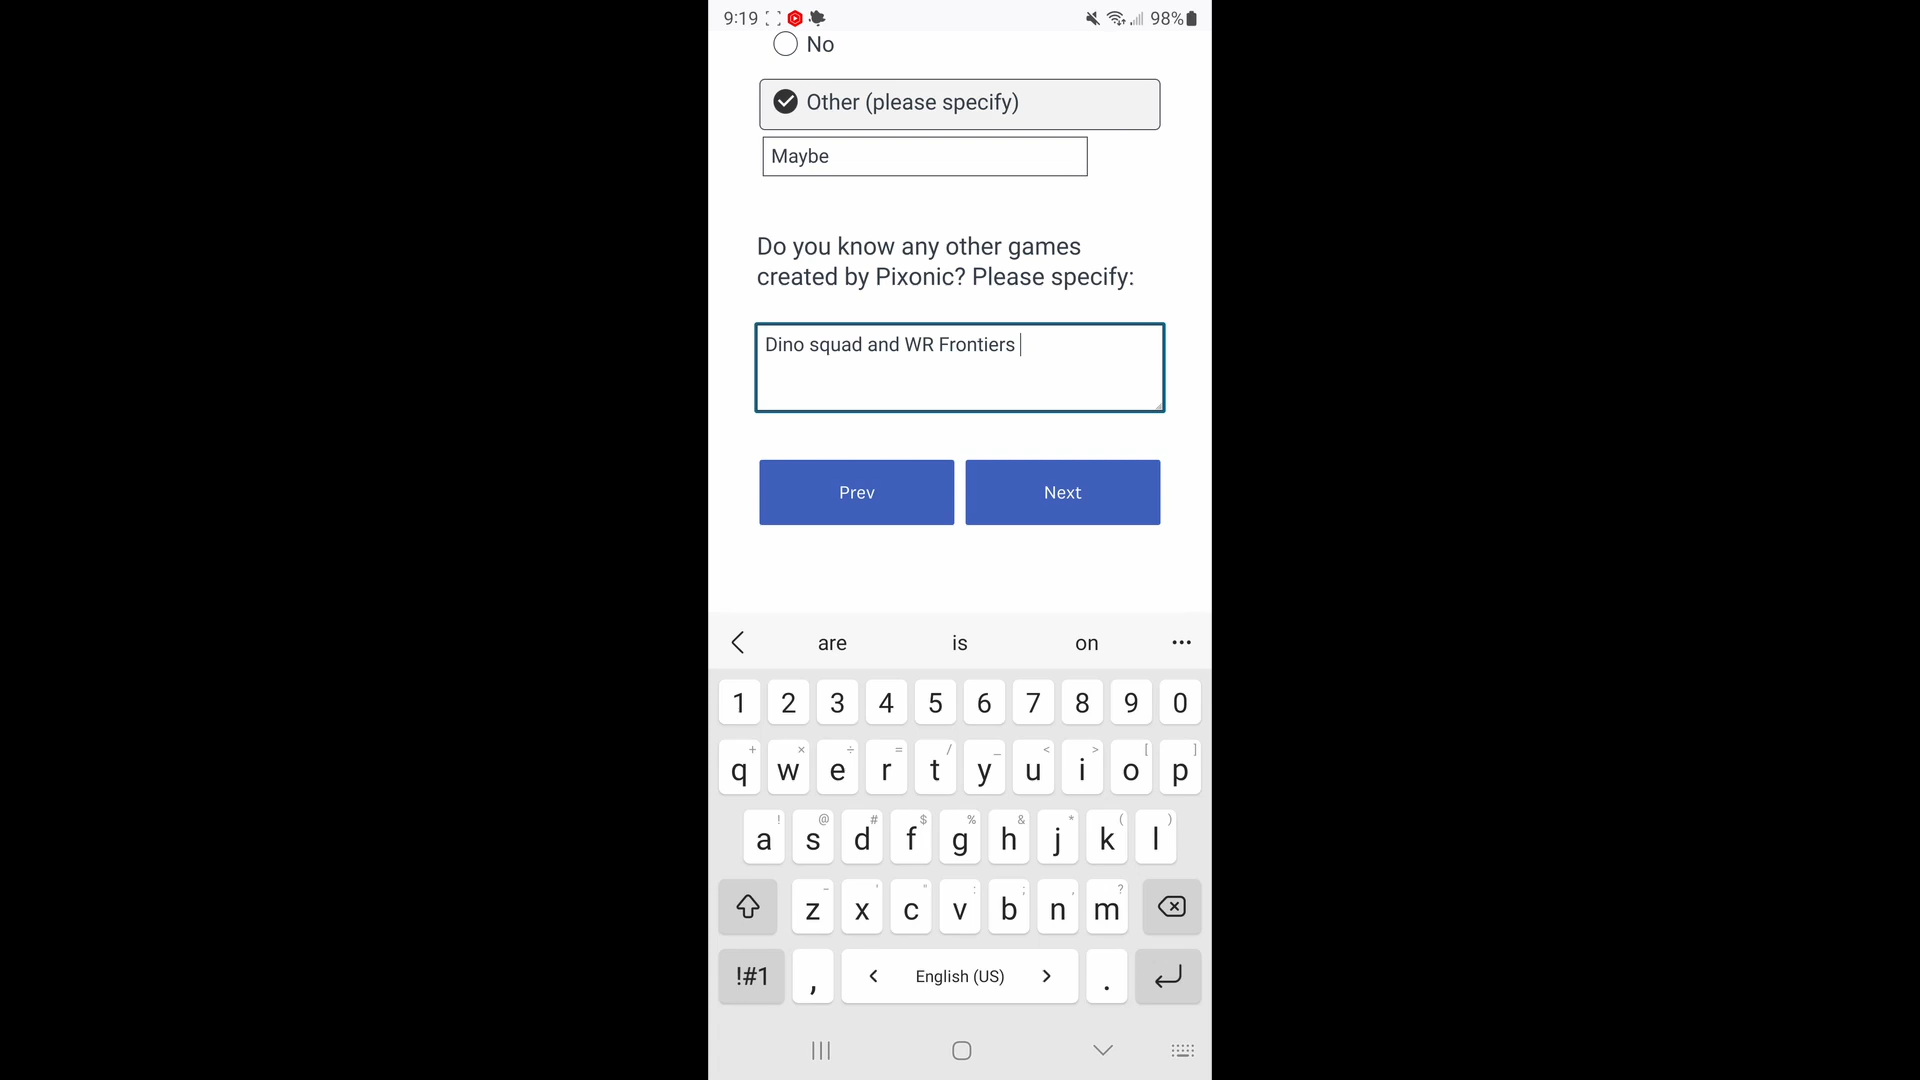 9:19
98%
No
Other (please specify)
Maybe
Do you know any other games
created by Pixonic? Please specify:
Dino squad and WR Frontiers
Prev Next
are is on
1 2 3 4 5 6 7 8 9 0
+ × ÷ = / _ < > [ ]
q w e r t y u i o p
! @ # $ % & * ( )
a s d f g h j k l
- ' " : ; , ?
z x c v b n m
!#1 , < English (US) > .